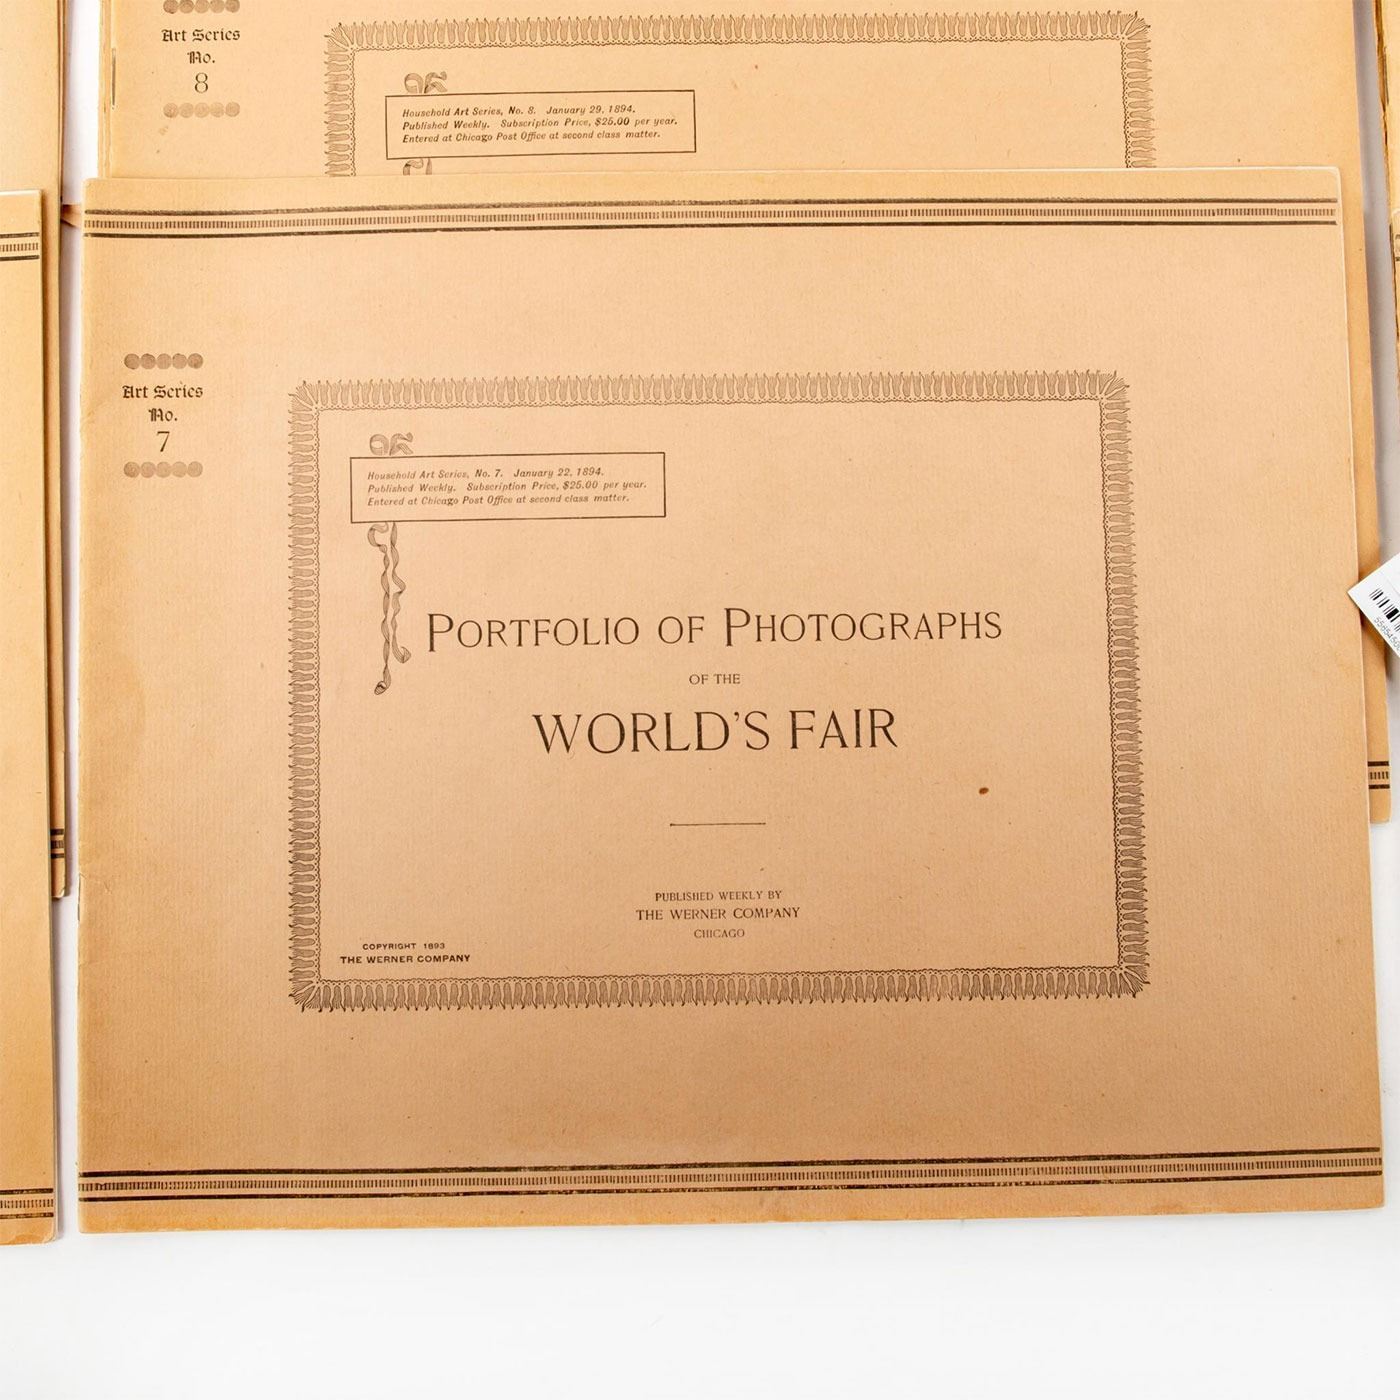 Art Series
No.
8
Household Art Series, No. 8. January 29, 1894.
Published Weekly. Subscription Price, $25.00 per year.
Entered at Chicago Post Office at second class matter.
Art Series
No.
7
Household Art Series, No. 7. January 22, 1894.
Published Weekly. Subscription Price, $25.00 per year.
Entered at Chicago Post Office at second class matter.
PORTFOLIO OF PHOTOGRAPHS
OF THE
WORLD'S FAIR
PUBLISHED WEEKLY BY
THE WERNER COMPANY
CHICAGO
COPYRIGHT 1893
THE WERNER COMPANY